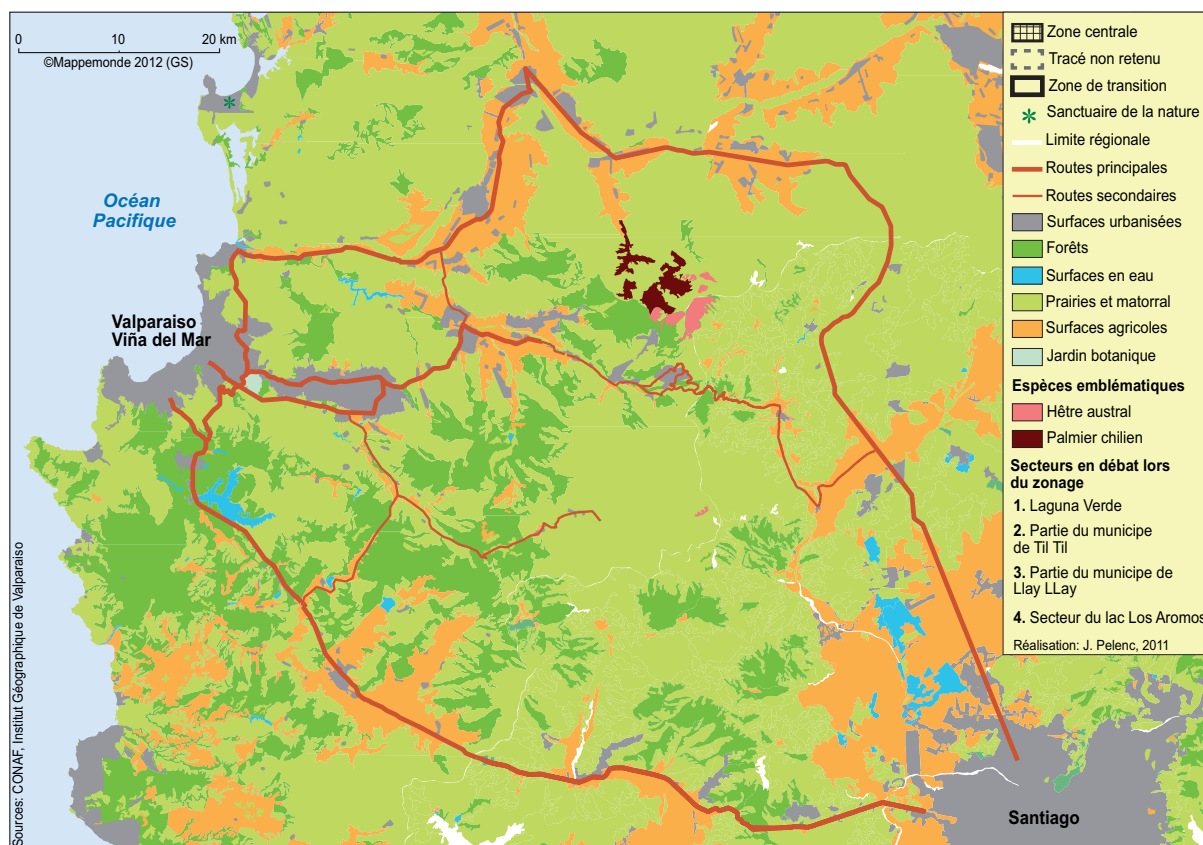 0 10 20 km
©Mappemonde 2012 (GS)
Océan
Pacifique
Valparaiso
Viña del Mar
Santiago
Sources: CONAF, Institut Géographique de Valparaiso
Zone centrale
Tracé non retenu
Zone de transition
Sanctuaire de la nature
Limite régionale
Routes principales
Routes secondaires
Surfaces urbanisées
Forêts
Surfaces en eau
Prairies et matorral
Surfaces agricoles
Jardin botanique
Espèces emblématiques
Hêtre austral
Palmier chilien
Secteurs en débat lors
du zonage
1. Laguna Verde
2. Partie du municipe
de Til Til
3. Partie du municipe de
Llay LLay
4. Secteur du lac Los Aromos
Réalisation: J. Pelenc, 2011